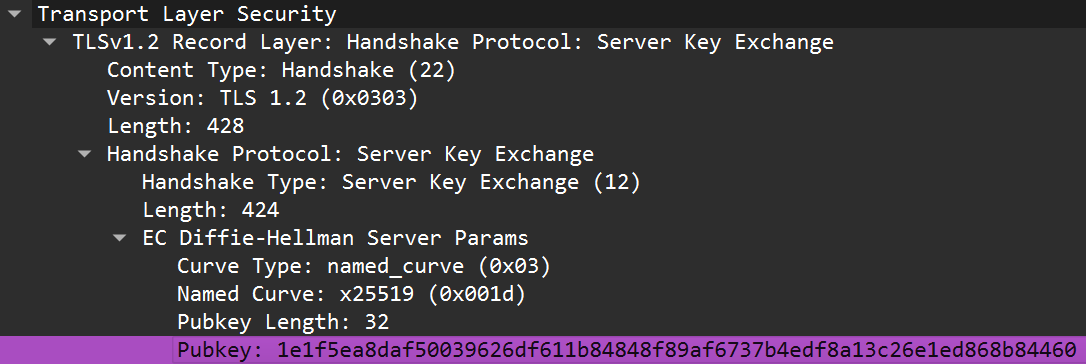 Transport Layer Security
TLSv1.2 Record Layer: Handshake Protocol: Server Key Exchange
Content Type: Handshake (22)
Version: TLS 1.2 (0x0303)
Length: 428
Handshake Protocol: Server Key Exchange
Handshake Type: Server Key Exchange (12)
Length: 424
EC Diffie-Hellman Server Params
Curve Type: named_curve (0x03)
Named Curve: x25519 (0x001d)
Pubkey Length: 32
Pubkey: 1e1f5ea8daf50039626df611b84848f89af6737b4edf8a13c26e1ed868b84460